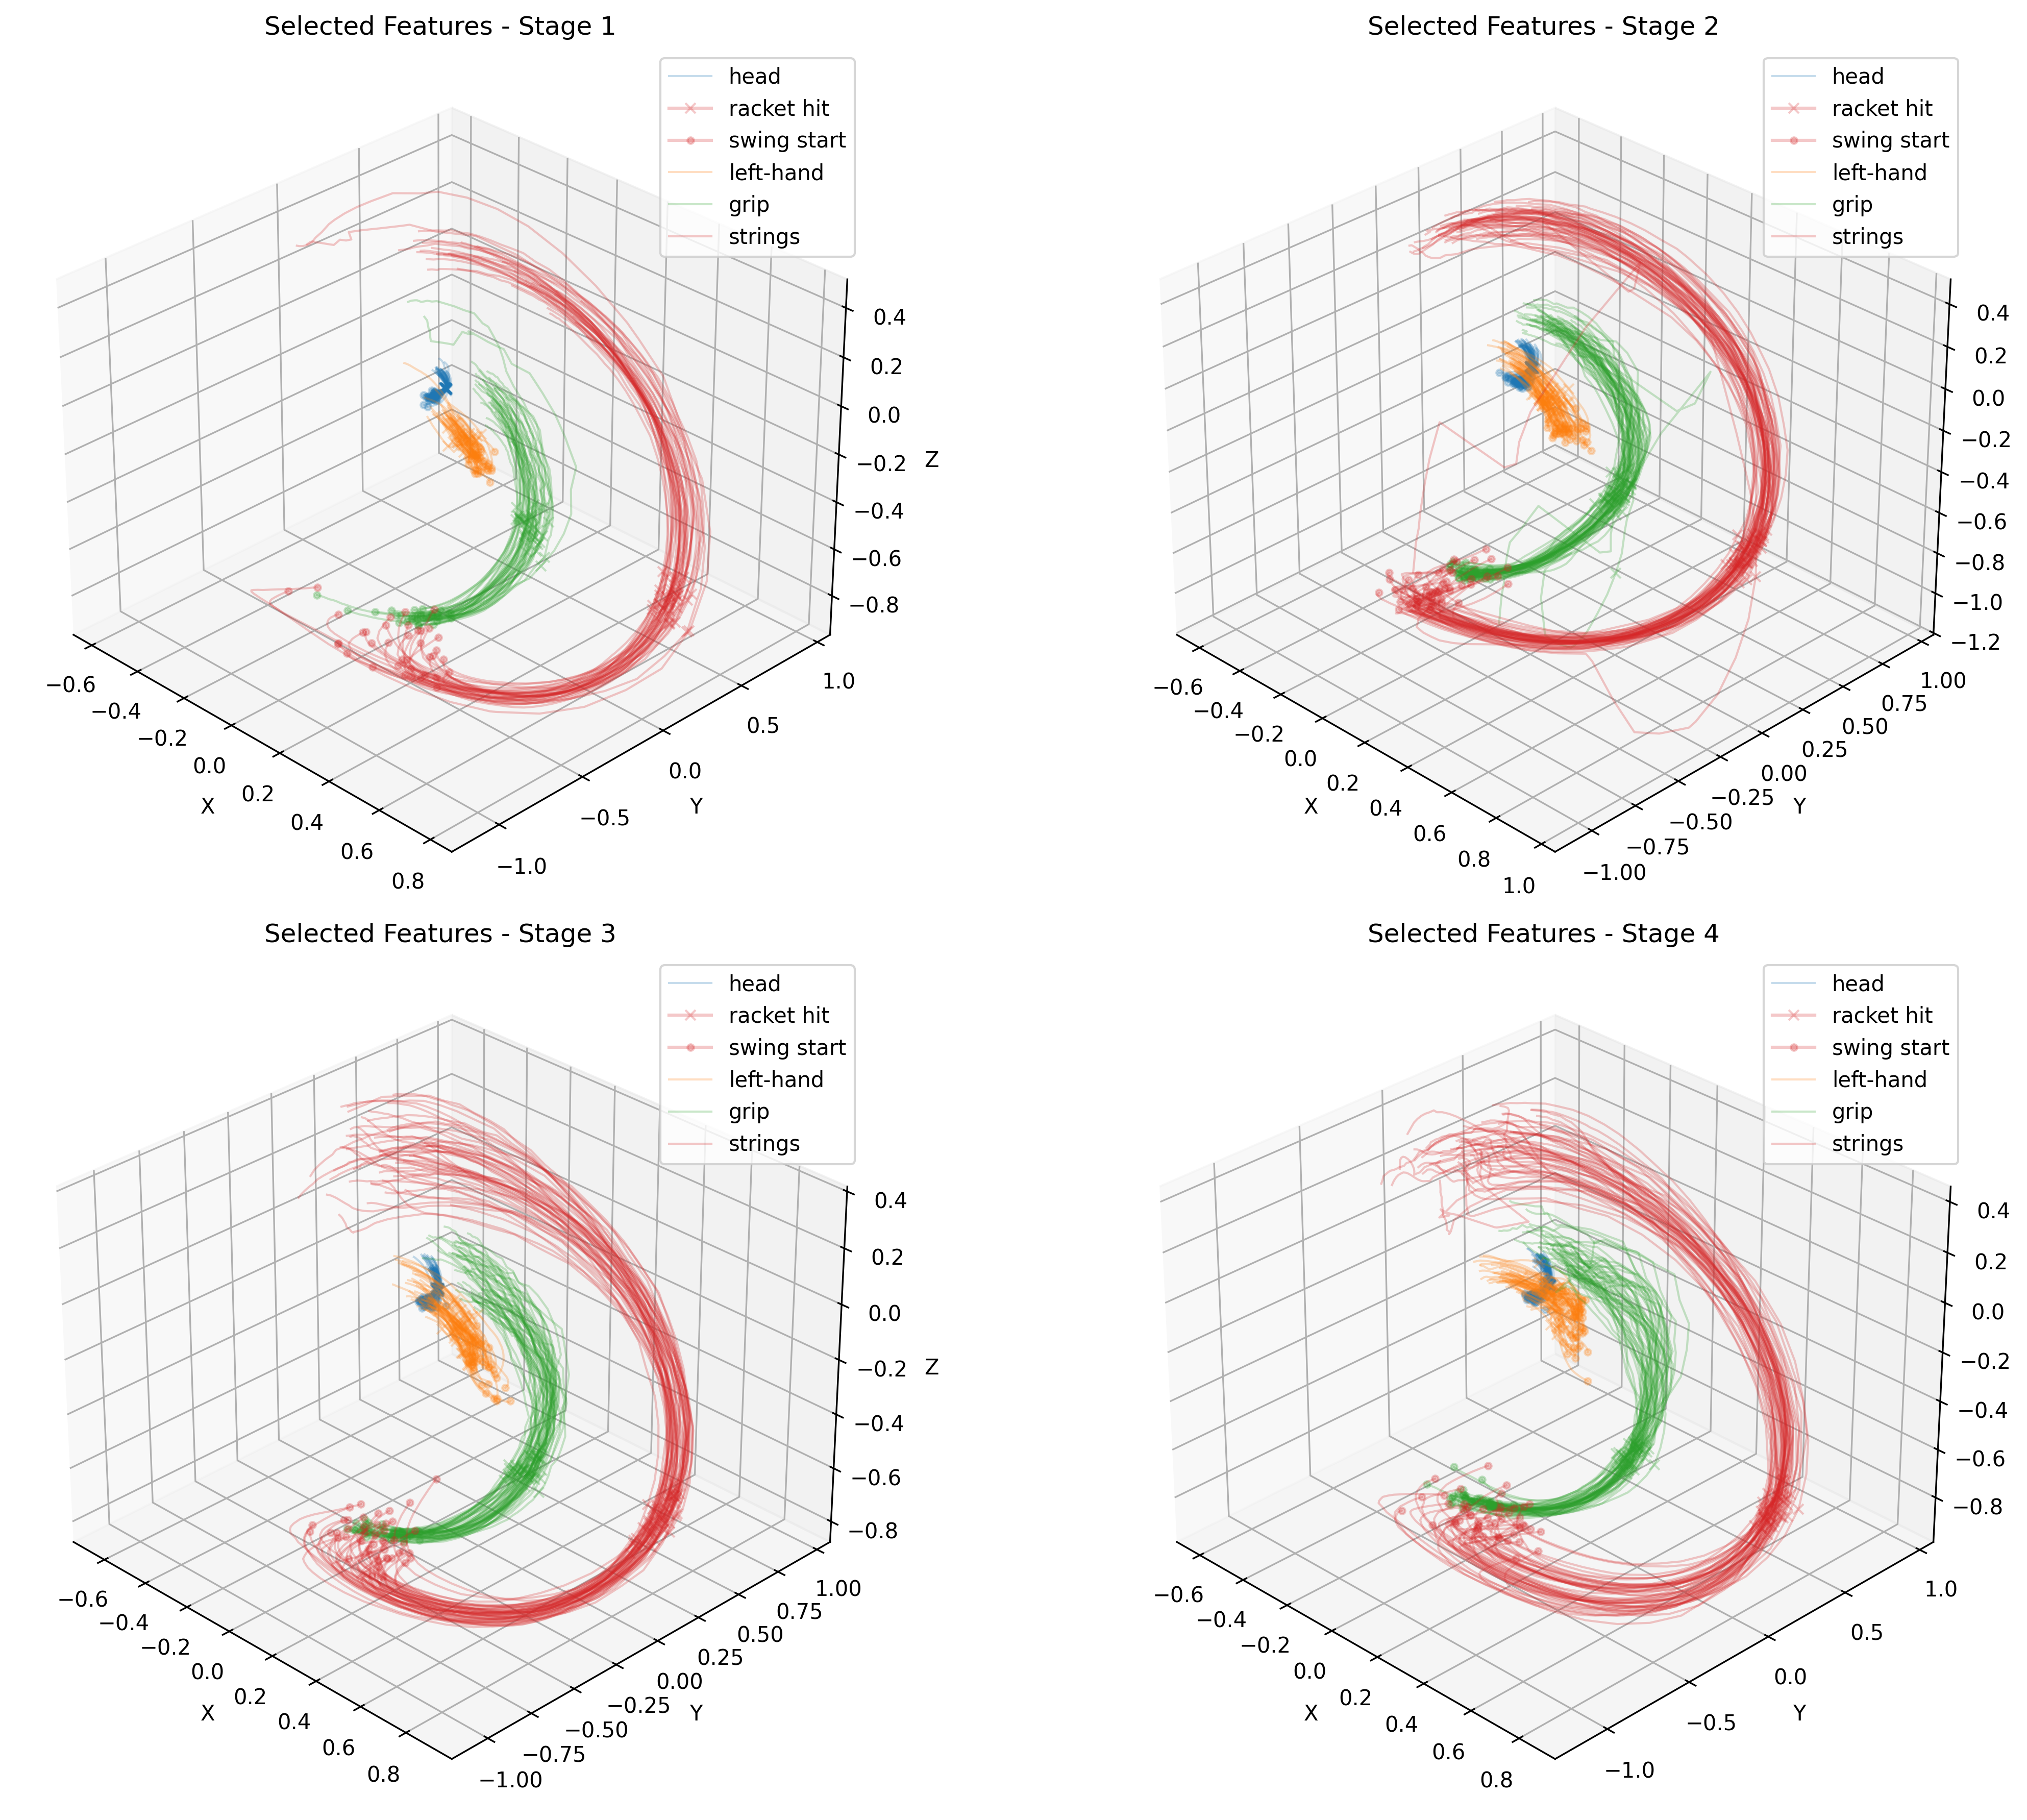 Selected Features - Stage 1
head
racket hit
swing start
left-hand
grip
strings
0.4
0.2
0.0
−0.2
Z
−0.4
−0.6
−0.8
−0.6
−0.4
−0.2
0.0
0.2
0.4
0.6
0.8
X
−1.0
−0.5
0.0
0.5
1.0
Y
Selected Features - Stage 2
head
racket hit
swing start
left-hand
grip
strings
0.4
0.2
0.0
−0.2
−0.4
−0.6
−0.8
−1.0
−1.2
−0.6
−0.4
−0.2
0.0
0.2
0.4
0.6
0.8
1.0
X
−1.00
−0.75
−0.50
−0.25
0.00
0.25
0.50
0.75
1.00
Y
Selected Features - Stage 3
head
racket hit
swing start
left-hand
grip
strings
0.4
0.2
0.0
−0.2
Z
−0.4
−0.6
−0.8
−0.6
−0.4
−0.2
0.0
0.2
0.4
0.6
0.8
X
−1.00
−0.75
−0.50
−0.25
0.00
0.25
0.50
0.75
1.00
Y
Selected Features - Stage 4
head
racket hit
swing start
left-hand
grip
strings
0.4
0.2
0.0
−0.2
−0.4
−0.6
−0.8
−0.6
−0.4
−0.2
0.0
0.2
0.4
0.6
0.8
X
−1.0
−0.5
0.0
0.5
1.0
Y